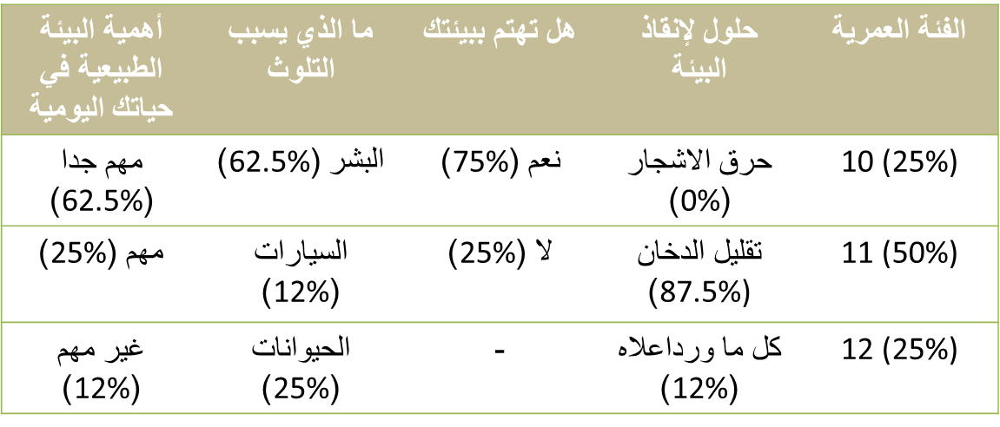 الفئة العمرية
حلول لإنقاذ
البيئة
هل تهتم ببيئتك
ما الذي يسبب
التلوث
أهمية البيئة
الطبيعية في
حياتك اليومية
10 (25%)
حرق الاشجار
(0%)
نعم (75%)
البشر (62.5%)
مهم جدا
(62.5%)
11 (50%)
تقليل الدخان
(87.5%)
لا (25%)
السيارات
(12%)
مهم (25%)
12 (25%)
كل ما ورداعلاه
(12%)
-
الحيوانات
(25%)
غير مهم
(12%)